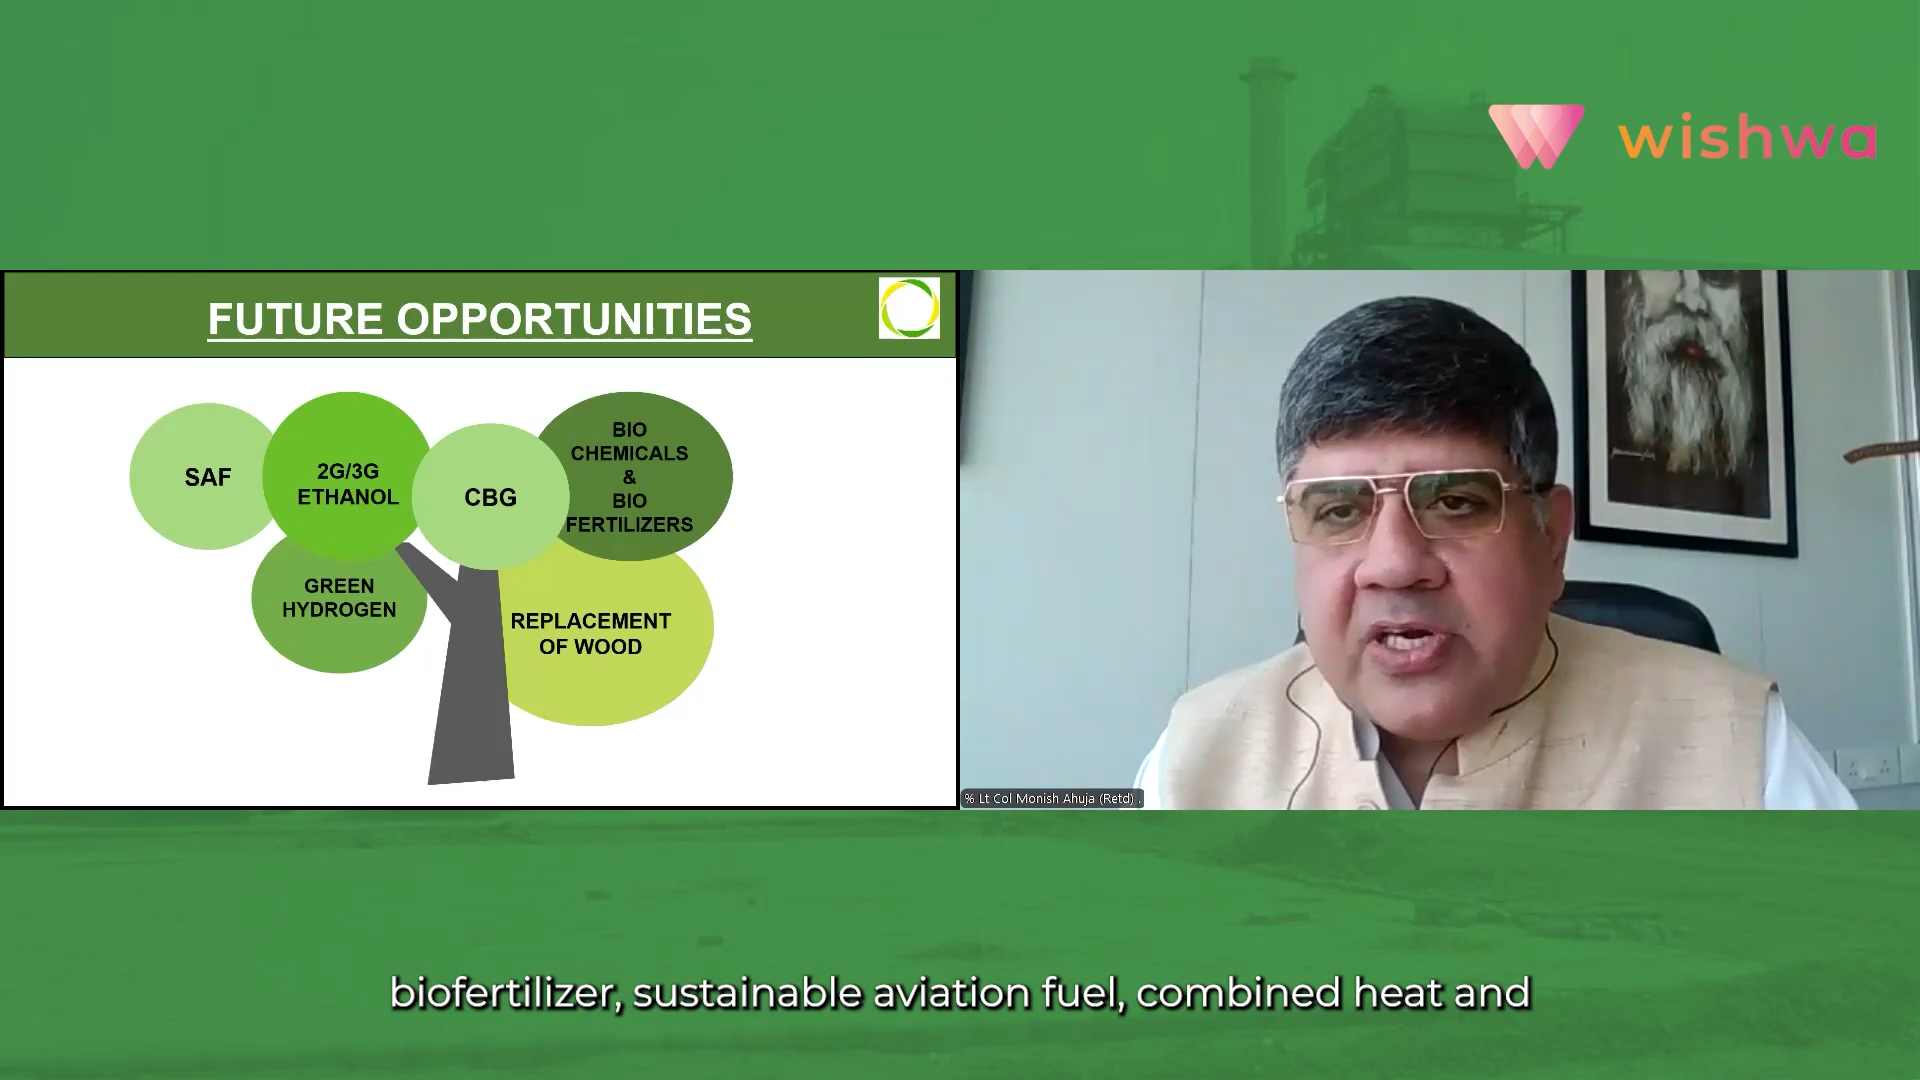 wishwa
FUTURE OPPORTUNITIES
SAF
2G/3G
ETHANOL
CBG
BIO
CHEMICALS
&
BIO
FERTILIZERS
GREEN
HYDROGEN
REPLACEMENT
OF WOOD
% Lt Col Monish Ahuja (Retd) .
biofertilizer, sustainable aviation fuel, combined heat and